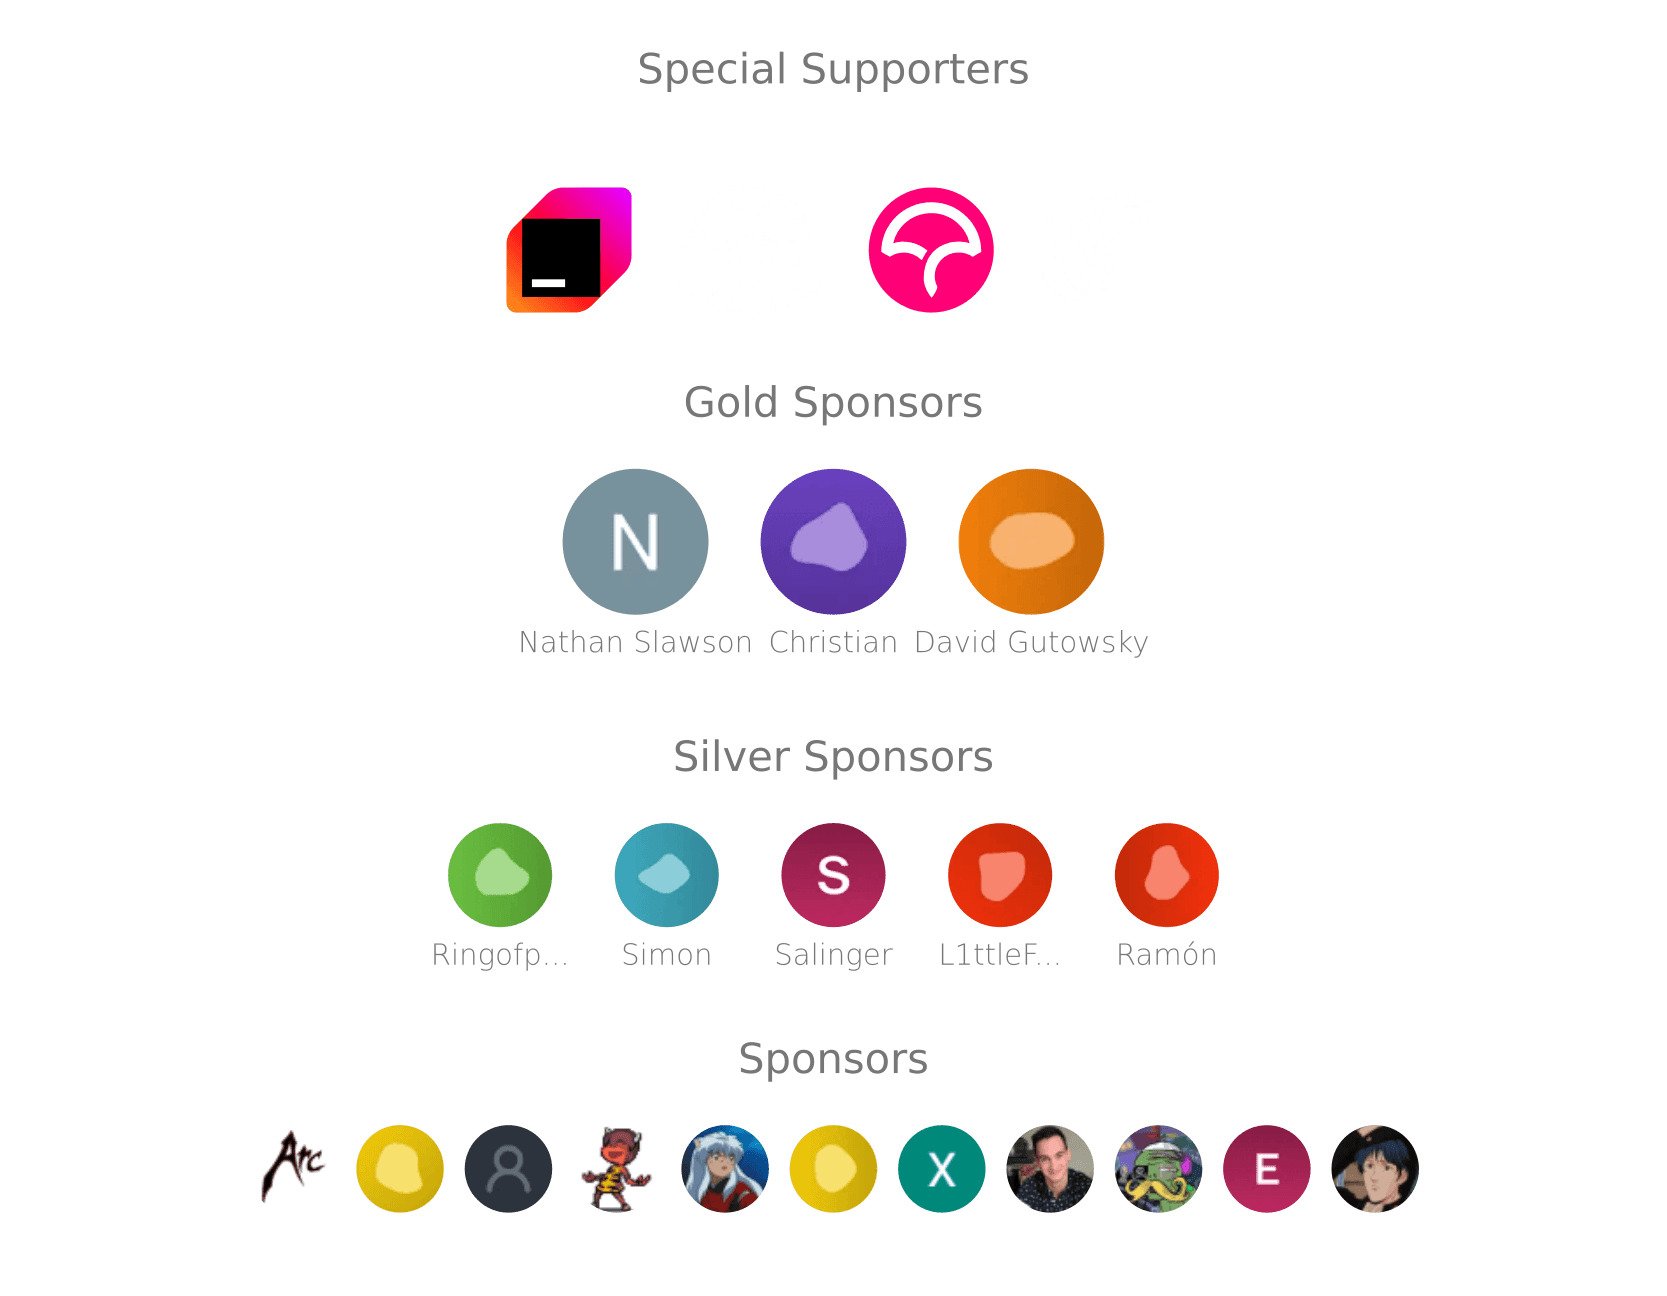 Special Supporters
Gold Sponsors
N
Nathan Slawson Christian David Gutowsky
Silver Sponsors
S
Ringofp... Simon Salinger L1ttleF... Ramón
Sponsors
Arc X E